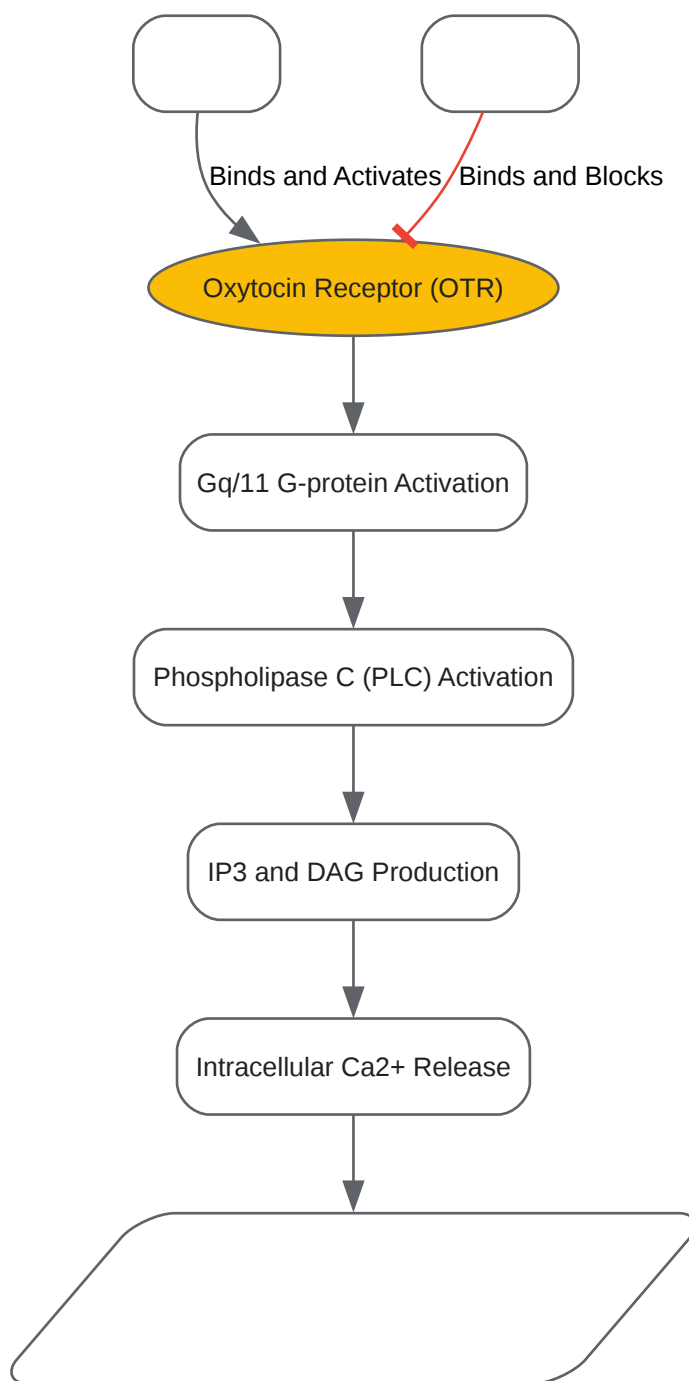 Binds and Activates
Binds and Blocks
Oxytocin Receptor (OTR)
Gq/11 G-protein Activation
Phospholipase C (PLC) Activation
IP3 and DAG Production
Intracellular Ca2+ Release